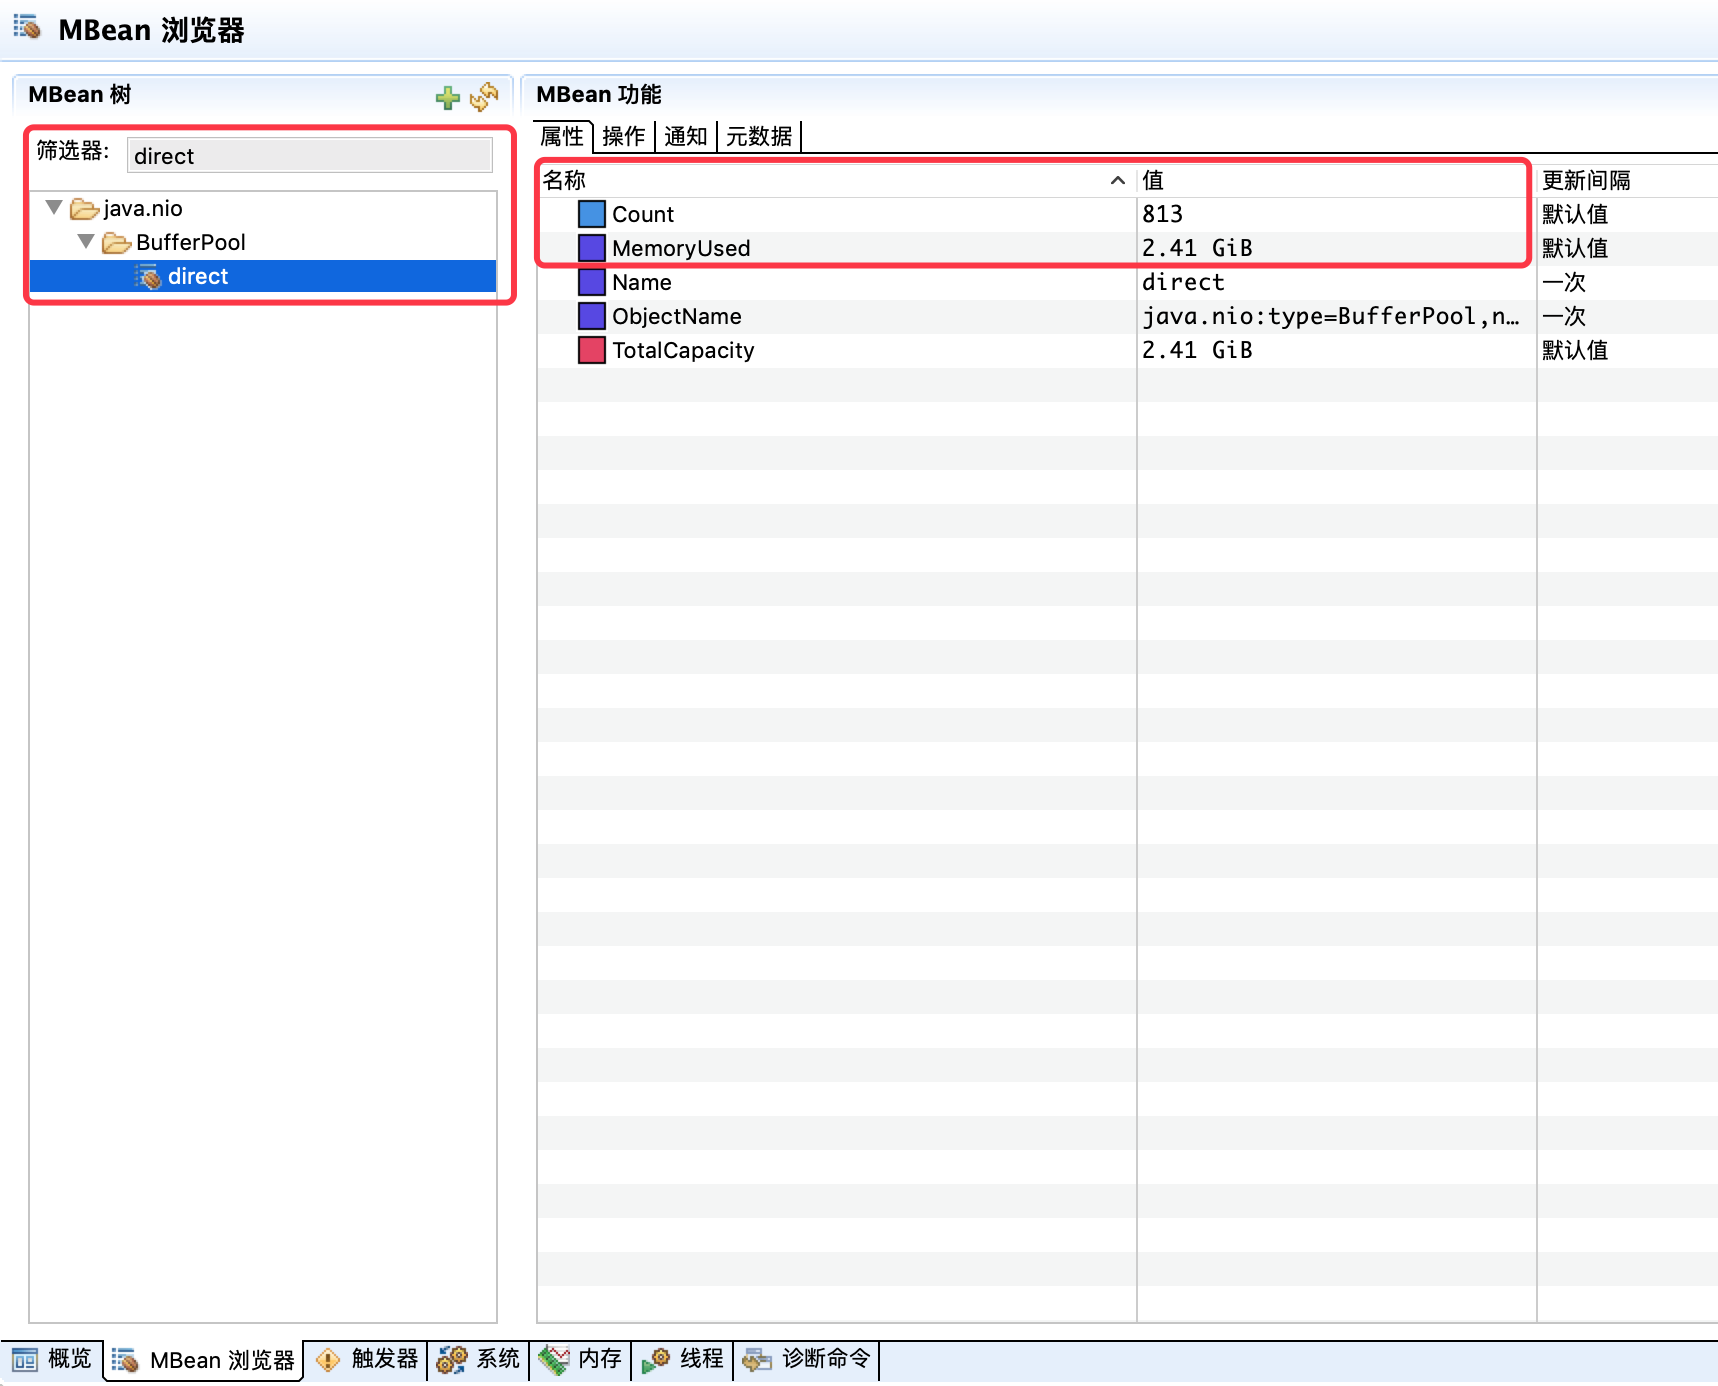 MBean 浏览器
MBean 树
筛选器: direct
java.nio
BufferPool
direct
MBean 功能
属性 操作 通知 元数据
名称 值 更新间隔
Count 813 默认值
MemoryUsed 2.41 GiB 默认值
Name direct 一次
ObjectName java.nio:type=BufferPool,n… 一次
TotalCapacity 2.41 GiB 默认值
概览 MBean 浏览器 触发器 系统 内存 线程 诊断命令